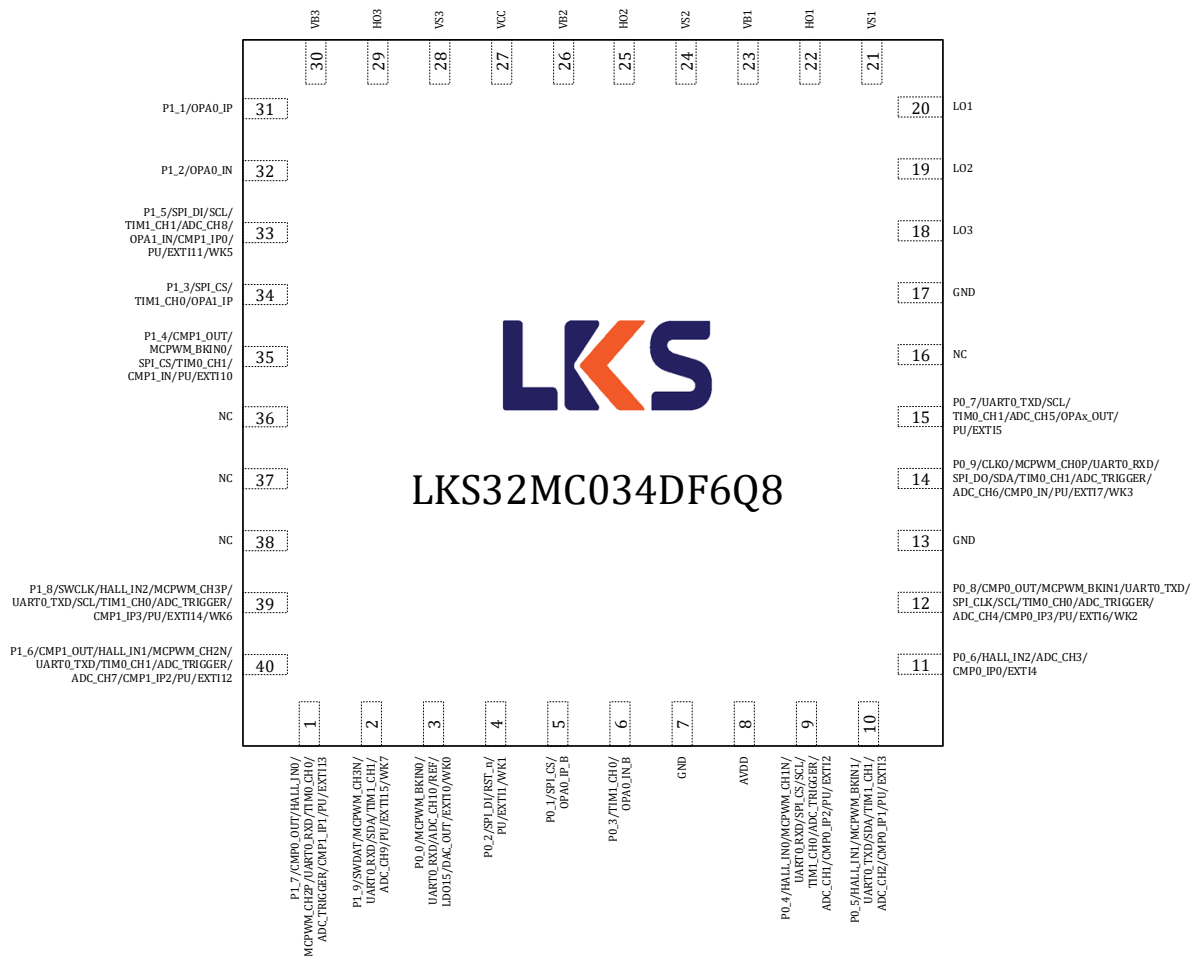 VB3
HO3
VS3
VCC
VB2
HO2
VS2
VB1
HO1
VS1
30
29
28
27
26
25
24
23
22
21
P1_1/OPA0_IP
31
P1_2/OPA0_IN
32
P1_5/SPI_DI/SCL/
TIM1_CH1/ADC_CH8/
OPA1_IN/CMP1_IP0/
PU/EXTI11/WK5
33
P1_3/SPI_CS/
TIM1_CH0/OPA1_IP
34
P1_4/CMP1_OUT/
MCPWM_BKIN0/
SPI_CS/TIM0_CH1/
CMP1_IN/PU/EXTI10
35
NC
36
NC
37
NC
38
P1_8/SWCLK/HALL_IN2/MCPWM_CH3P/
UART0_TXD/SCL/TIM1_CH0/ADC_TRIGGER/
CMP1_IP3/PU/EXTI14/WK6
39
P1_6/CMP1_OUT/HALL_IN1/MCPWM_CH2N/
UART0_TXD/TIM0_CH1/ADC_TRIGGER/
ADC_CH7/CMP1_IP2/PU/EXTI12
40
LKS
LKS32MC034DF6Q8
20
LO1
19
LO2
18
LO3
17
GND
16
NC
15
P0_7/UART0_TXD/SCL/
TIM0_CH1/ADC_CH5/OPAx_OUT/
PU/EXTI5
14
P0_9/CLKO/MCPWM_CH0P/UART0_RXD/
SPI_DO/SDA/TIM0_CH1/ADC_TRIGGER/
ADC_CH6/CMP0_IN/PU/EXTI7/WK3
13
GND
12
P0_8/CMP0_OUT/MCPWM_BKIN1/UART0_TXD/
SPI_CLK/SCL/TIM0_CH0/ADC_TRIGGER/
ADC_CH4/CMP0_IP3/PU/EXTI6/WK2
11
P0_6/HALL_IN2/ADC_CH3/
CMP0_IP0/EXTI4
1
2
3
4
5
6
7
8
9
10
P1_7/CMP0_OUT/HALL_IN0/
MCPWM_CH2P/UART0_RXD/TIM0_CH0/
ADC_TRIGGER/CMP1_IP1/PU/EXTI13
P1_9/SWDAT/MCPWM_CH3N/
UART0_RXD/SDA/TIM1_CH1/
ADC_CH9/PU/EXTI15/WK7
P0_0/MCPWM_BKIN0/
UART0_RXD/ADC_CH10/REF/
LDO15/DAC_OUT/EXTI0/WK0
P0_2/SPI_DI/RST_n/
PU/EXTI1/WK1
P0_1/SPI_CS/
OPA0_IP_B
P0_3/TIM1_CH0/
OPA0_IN_B
GND
AVDD
P0_4/HALL_IN0/MCPWM_CH1N/
UART0_RXD/SPI_CS/SCL/
TIM1_CH0/ADC_TRIGGER/
ADC_CH1/CMP0_IP2/PU/EXTI2
P0_5/HALL_IN1/MCPWM_BKIN1/
UART0_TXD/SDA/TIM1_CH1/
ADC_CH2/CMP0_IP1/PU/EXTI3